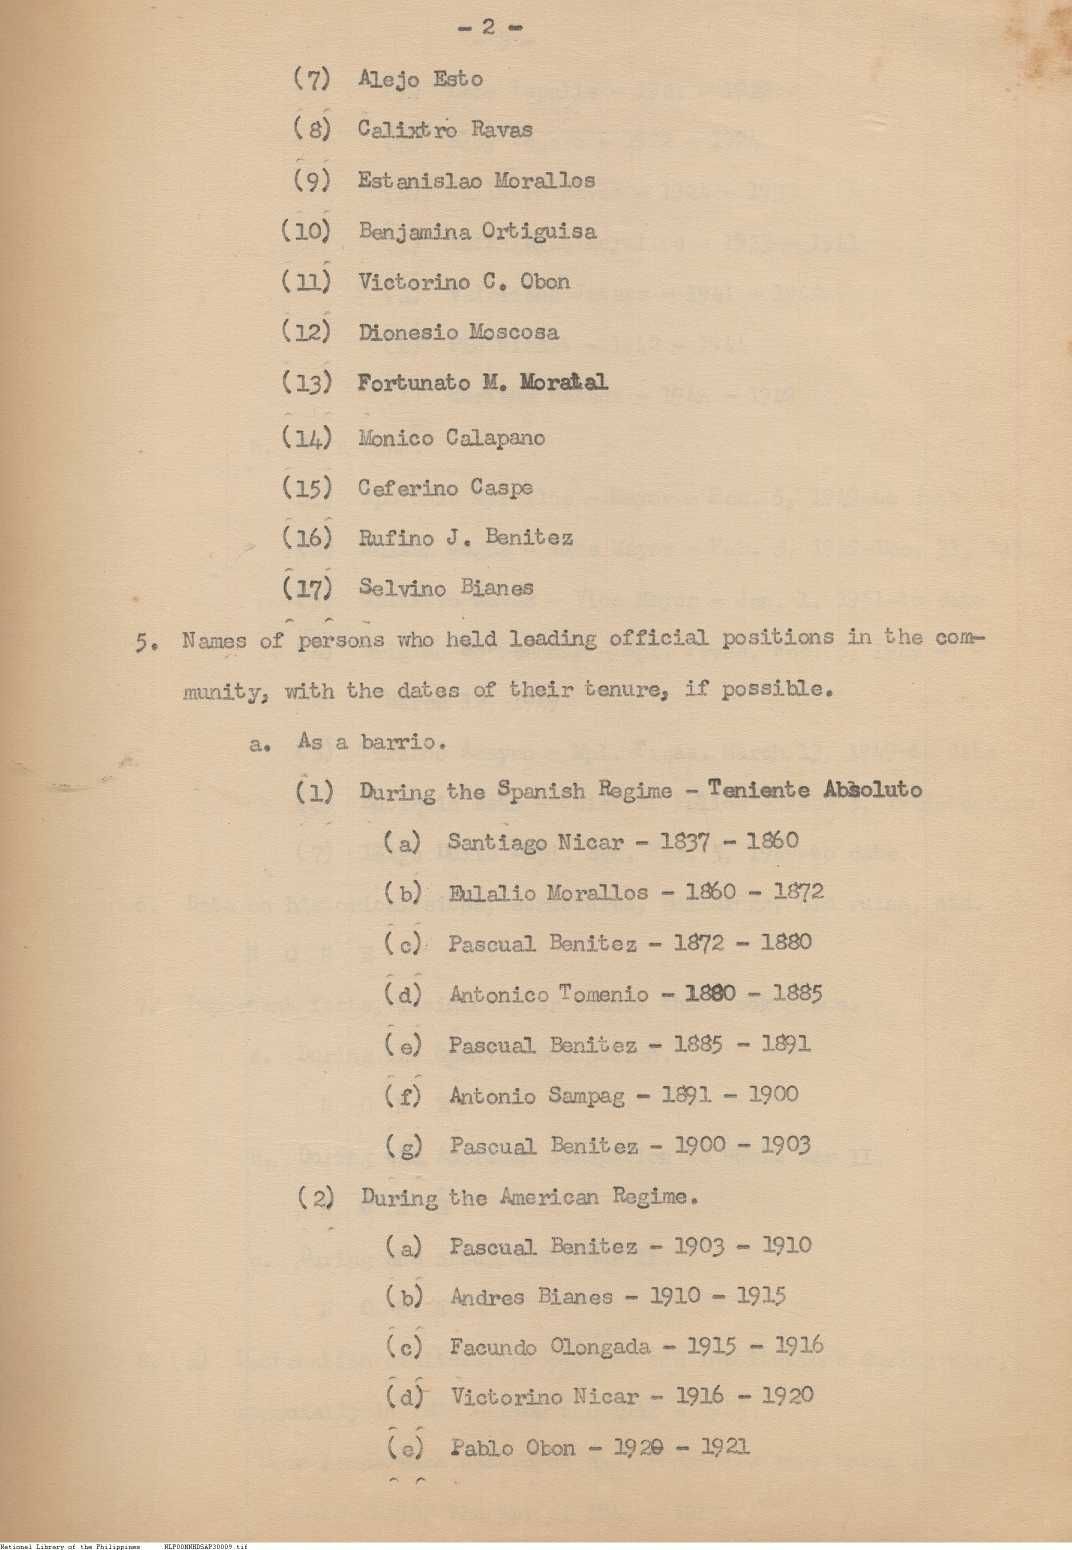 - 2 -
(7) Alejo Esto
(8) Calixtro Ravas
(9) Estanislao Morallos
(10) Benjamina Ortiguisa
(11) Victorino C. Obon
(12) Dionesio Moscosa
(13) Fortunato M. Moratal
(14) Monico Calapano
(15) Ceferino Caspe
(16) Rufino J. Benitez
(17) Selvino Bianes
5. Names of persons who held leading official positions in the com-
munity, with the dates of their tenure, if possible.
a. As a barrio.
(1) During the Spanish Regime - Teniente Absoluto
(a) Santiago Nicar - 1837 - 1860
(b) Eulalio Morallos - 1860 - 1872
(c) Pascual Benitez - 1872 - 1880
(d) Antonico Tomenio - 1880 - 1885
(e) Pascual Benitez - 1885 - 1891
(f) Antonio Sampag - 1891 - 1900
(g) Pascual Benitez - 1900 - 1903
(2) During the American Regime.
(a) Pascual Benitez - 1903 - 1910
(b) Andres Bianes - 1910 - 1915
(c) Facundo Olongada - 1915 - 1916
(d) Victorino Nicar - 1916 - 1920
(e) Pablo Obon - 1920 - 1921
National Library of the Philippines NLP00NNHDSAP30009.tif